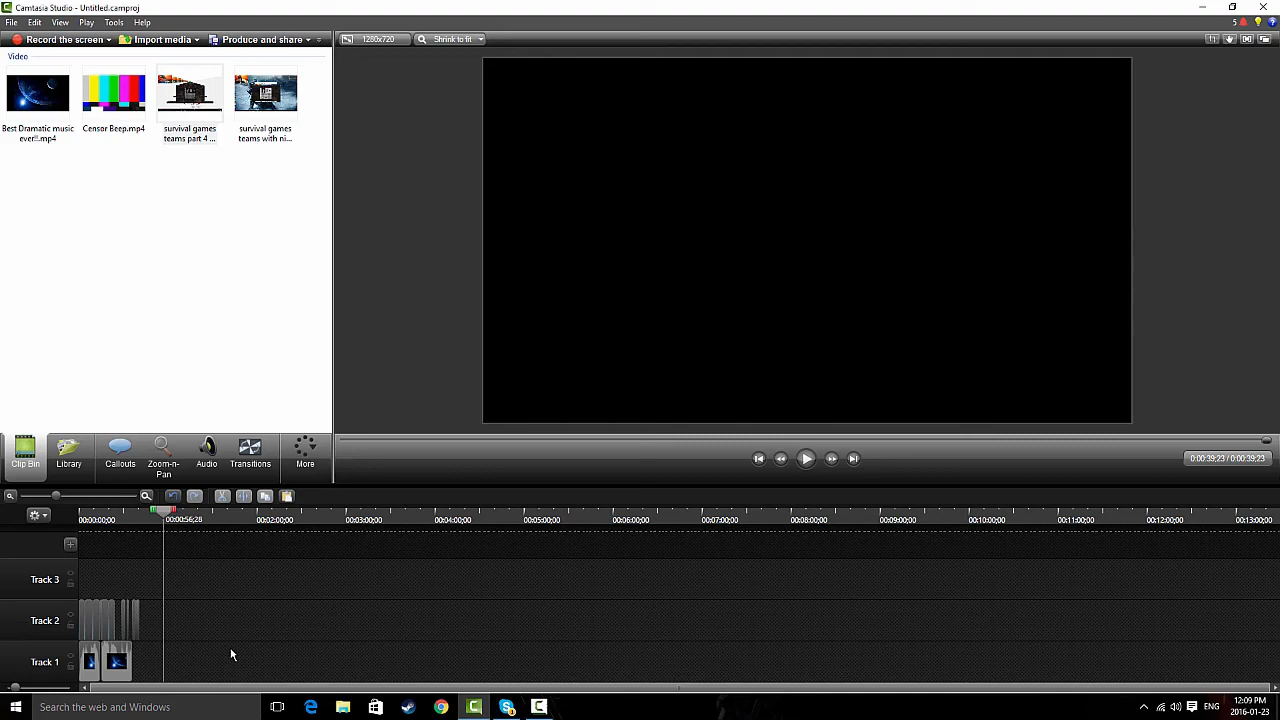 Camtasia Studio - Untitled.camproj
File Edit View Play Tools Help
5
Record the screen Import media Produce and share
1280x720 Shrink to fit
Video
Best Dramatic music ever!!.mp4
Censor Beep.mp4
survival games teams part 4 ...
survival games teams with ni...
Clip Bin Library Callouts Zoom-n-Pan Audio Transitions More
0:00:39;23 / 0:00:39;23
00:00:00;00 00:00:56;28 00:02:00;00 00:03:00;00 00:04:00;00 00:05:00;00 00:06:00;00 00:07:00;00 00:08:00;00 00:09:00;00 00:10:00;00 00:11:00;00 00:12:00;00 00:13:00;00
Track 3
Track 2
Track 1
Search the web and Windows
ENG
12:09 PM
2016-01-23